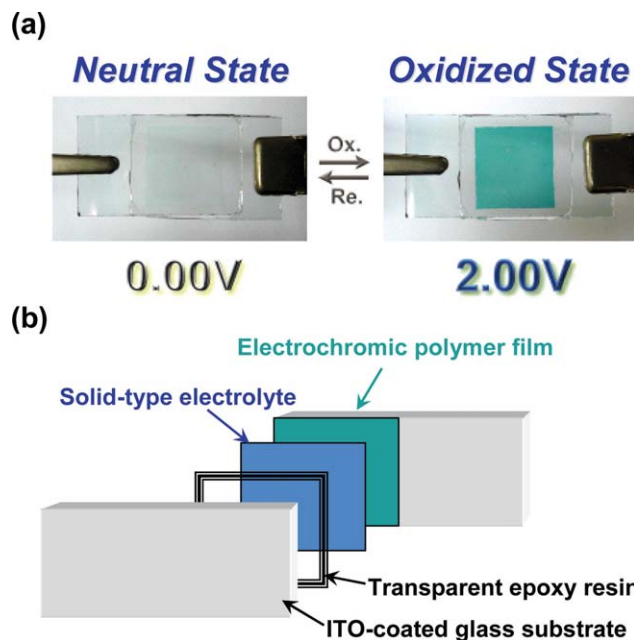 (a)
Neutral State
Oxidized State
Ox.
Re.
0.00V
2.00V
(b)
Electrochromic polymer film
Solid-type electrolyte
Transparent epoxy resin
ITO-coated glass substrate